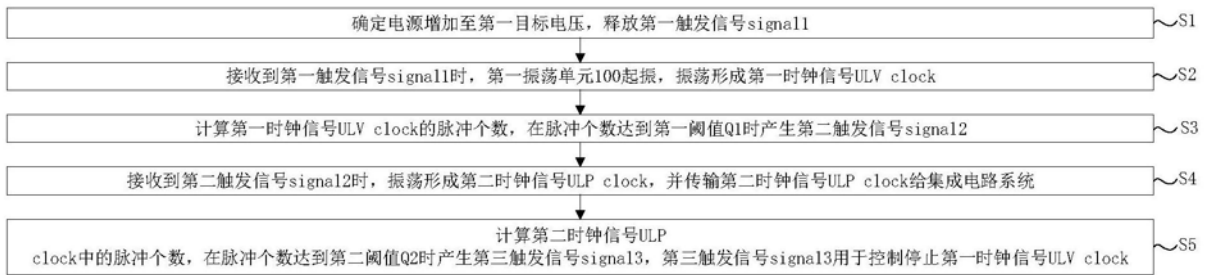 确定电源增加至第一目标电压，释放第一触发信号signal1
S1
接收到第一触发信号signal1时，第一振荡单元100起振，振荡形成第一时钟信号ULV clock
S2
计算第一时钟信号ULV clock的脉冲个数，在脉冲个数达到第一阈值Q1时产生第二触发信号signal2
S3
接收到第二触发信号signal2时，振荡形成第二时钟信号ULP clock，并传输第二时钟信号ULP clock给集成电路系统
S4
计算第二时钟信号ULP
clock中的脉冲个数，在脉冲个数达到第二阈值Q2时产生第三触发信号signal3，第三触发信号signal3用于控制停止第一时钟信号ULV clock
S5